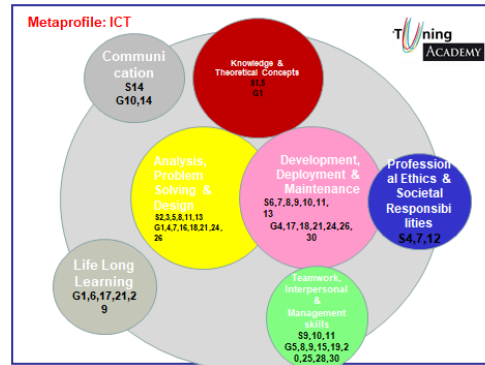 Metaprofile: ICT
Tuning
ACADEMY
Communi
cation
S14
G10,14
Knowledge &
Theoretical Concepts
S1,5
G1
Analysis,
Problem
Solving &
Design
S2,3,5,8,11,13
G1,4,7,16,18,21,24,
26
Development,
Deployment &
Maintenance
S6,7,8,9,10,11,
13
G4,17,18,21,24,26,
30
Profession
al Ethics &
Societal
Responsibi
lities
S4,7,12
Life Long
Learning
G1,6,17,21,2
9
Teamwork,
Interpersonal
&
Management
skills
S9,10,11
G5,8,9,15,19,2
0,25,28,30